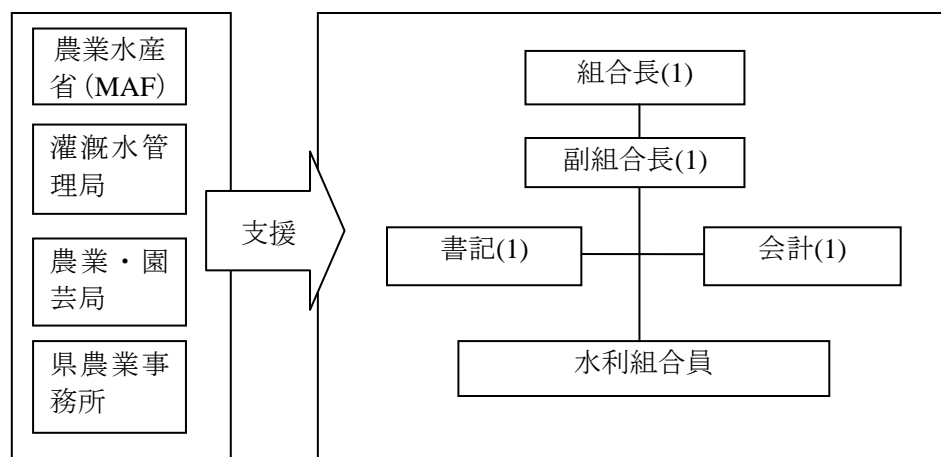 農業水産
省（MAF）
灌漑水管
理局
農業・園
芸局
県農業事
務所
支援
組合長(1)
副組合長(1)
書記(1)
会計(1)
水利組合員